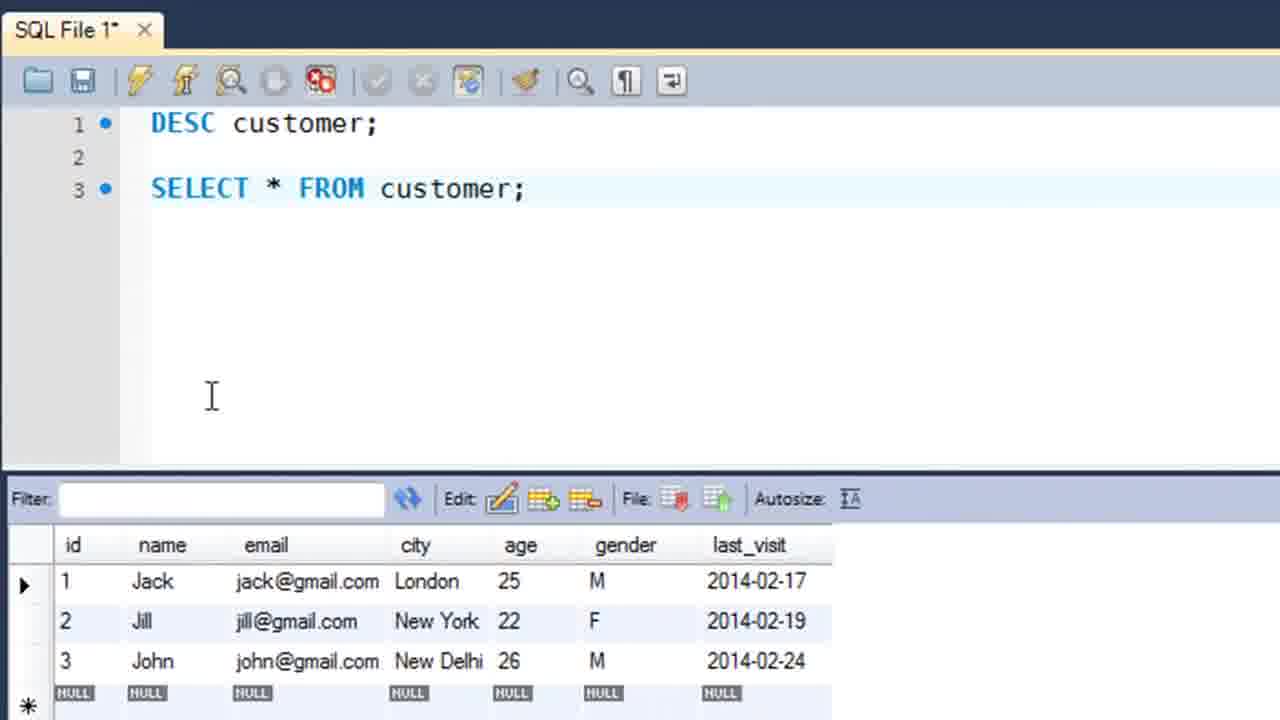 SQL File 1*
1 DESC customer;
2
3 SELECT * FROM customer;
Filter: Edit: File: Autosize:
id name email city age gender last_visit
1 Jack jack@gmail.com London 25 M 2014-02-17
2 Jill jill@gmail.com New York 22 F 2014-02-19
3 John john@gmail.com New Delhi 26 M 2014-02-24
NULL NULL NULL NULL NULL NULL NULL